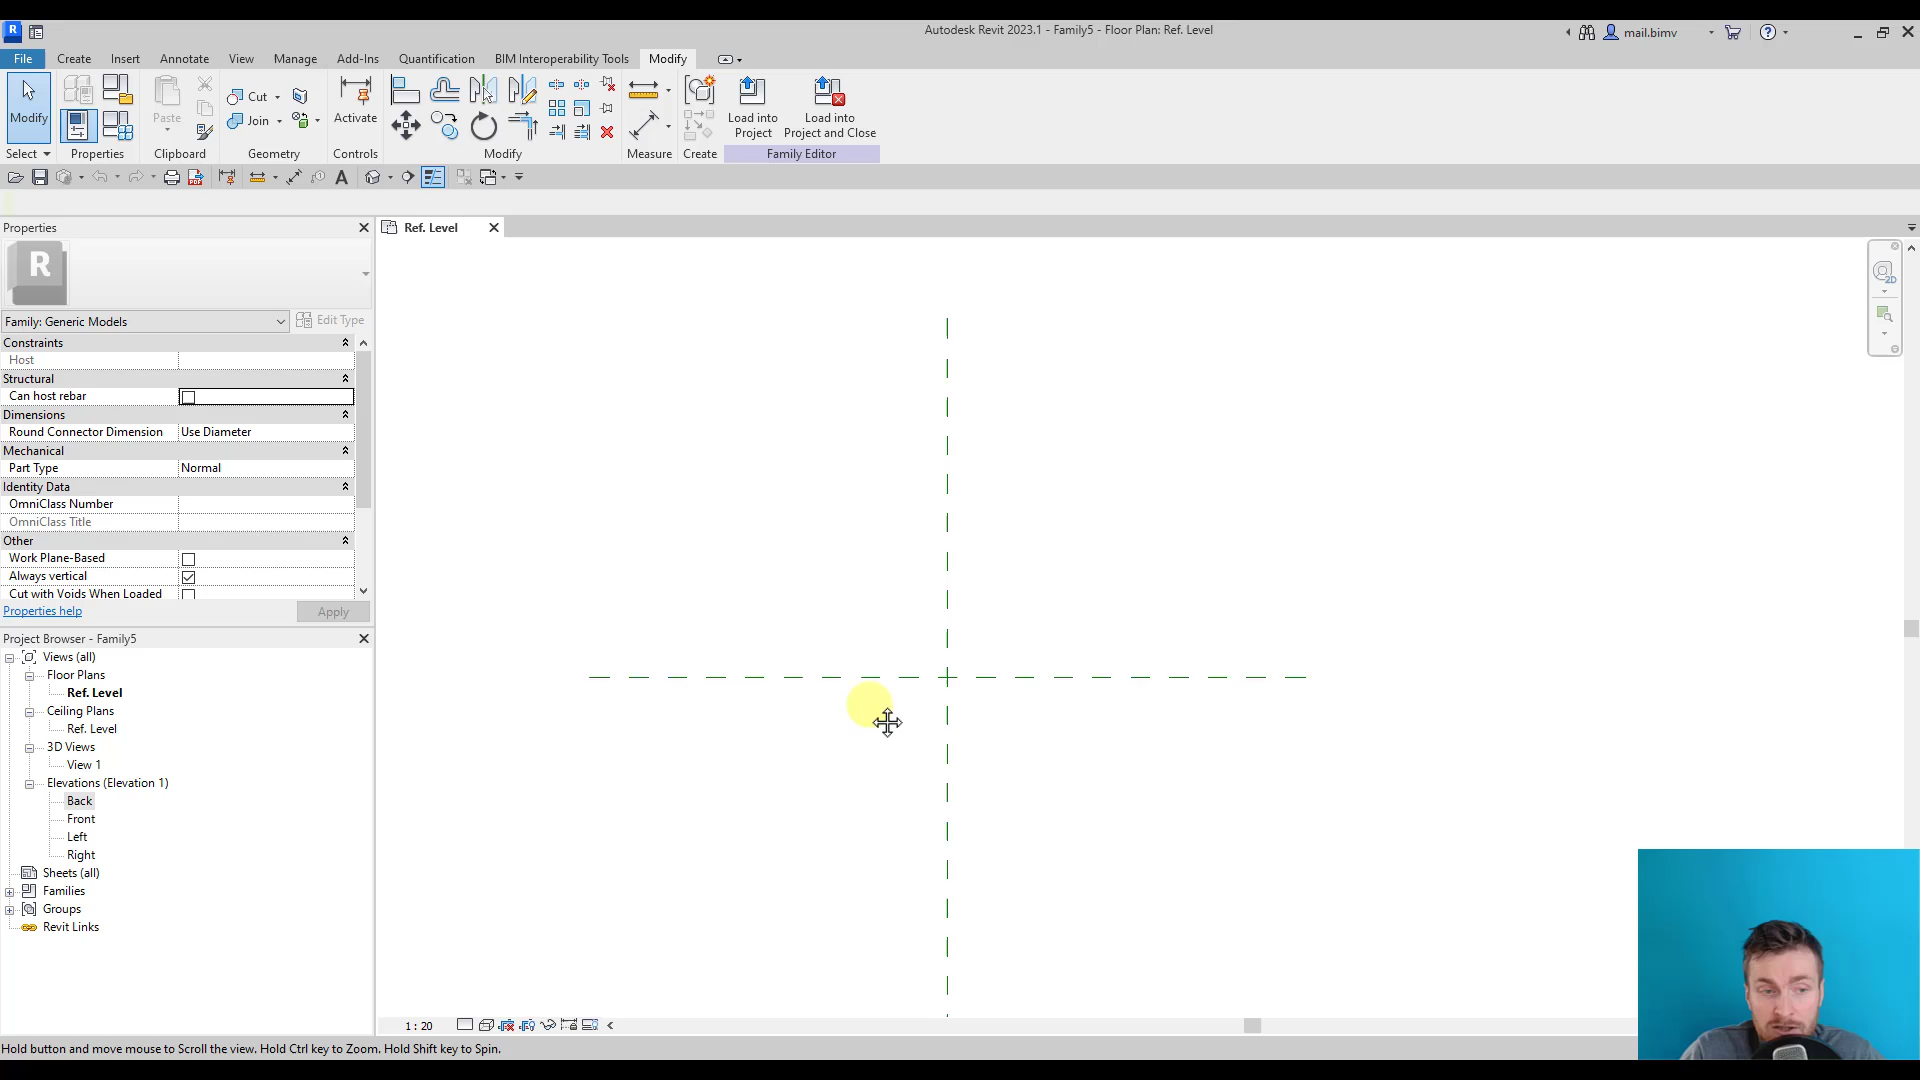 R
Autodesk Revit 2023.1 - Family5 - Floor Plan: Ref. Level
mail.bimv
File Create Insert Annotate View Manage Add-Ins Quantification BIM Interoperability Tools Modify
Modify
Paste
Cut
Join
Activate
Load into
Project
Load into
Project and Close
Select Properties Clipboard Geometry Controls Modify Measure Create Family Editor
PDF
A
Properties
Ref. Level
R
2D
Family: Generic Models
Edit Type
Constraints
Host
Structural
Can host rebar
Dimensions
Round Connector Dimension Use Diameter
Mechanical
Part Type Normal
Identity Data
OmniClass Number
OmniClass Title
Other
Work Plane-Based
Always vertical
Cut with Voids When Loaded
Properties help
Apply
Project Browser - Family5
Views (all)
Floor Plans
Ref. Level
Ceiling Plans
Ref. Level
3D Views
View 1
Elevations (Elevation 1)
Back
Front
Left
Right
Sheets (all)
Families
Groups
Revit Links
1 : 20
Hold button and move mouse to Scroll the view. Hold Ctrl key to Zoom. Hold Shift key to Spin.